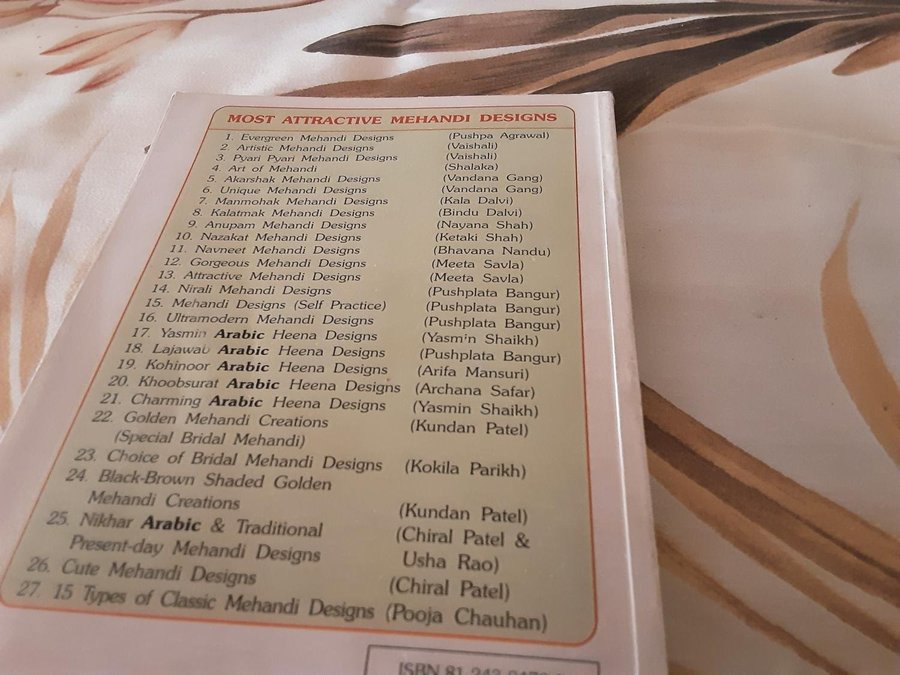 MOST ATTRACTIVE MEHANDI DESIGNS
1. Evergreen Mehandi Designs (Pushpa Agrawal)
2. Artistic Mehandi Designs (Vaishali)
3. Pyari Pyari Mehandi Designs (Vaishali)
4. Art of Mehandi (Shalaka)
5. Akarshak Mehandi Designs (Vandana Gang)
6. Unique Mehandi Designs (Vandana Gang)
7. Manmohak Mehandi Designs (Kala Dalvi)
8. Kalatmak Mehandi Designs (Bindu Dalvi)
9. Anupam Mehandi Designs (Nayana Shah)
10. Nazakat Mehandi Designs (Ketaki Shah)
11. Navneet Mehandi Designs (Bhavana Nandu)
12. Gorgeous Mehandi Designs (Meeta Savla)
13. Attractive Mehandi Designs (Meeta Savla)
14. Nirali Mehandi Designs (Pushplata Bangur)
15. Mehandi Designs (Self Practice) (Pushplata Bangur)
16. Ultramodern Mehandi Designs (Pushplata Bangur)
17. Yasmin Arabic Heena Designs (Yasmin Shaikh)
18. Lajawab Arabic Heena Designs (Pushplata Bangur)
19. Kohinoor Arabic Heena Designs (Arifa Mansuri)
20. Khoobsurat Arabic Heena Designs (Archana Safar)
21. Charming Arabic Heena Designs (Yasmin Shaikh)
22. Golden Mehandi Creations (Kundan Patel)
(Special Bridal Mehandi)
23. Choice of Bridal Mehandi Designs (Kokila Parikh)
24. Black-Brown Shaded Golden
Mehandi Creations (Kundan Patel)
25. Nikhar Arabic & Traditional (Chiral Patel &
Present-day Mehandi Designs Usha Rao)
26. Cute Mehandi Designs (Chiral Patel)
27. 15 Types of Classic Mehandi Designs (Pooja Chauhan)
ISBN